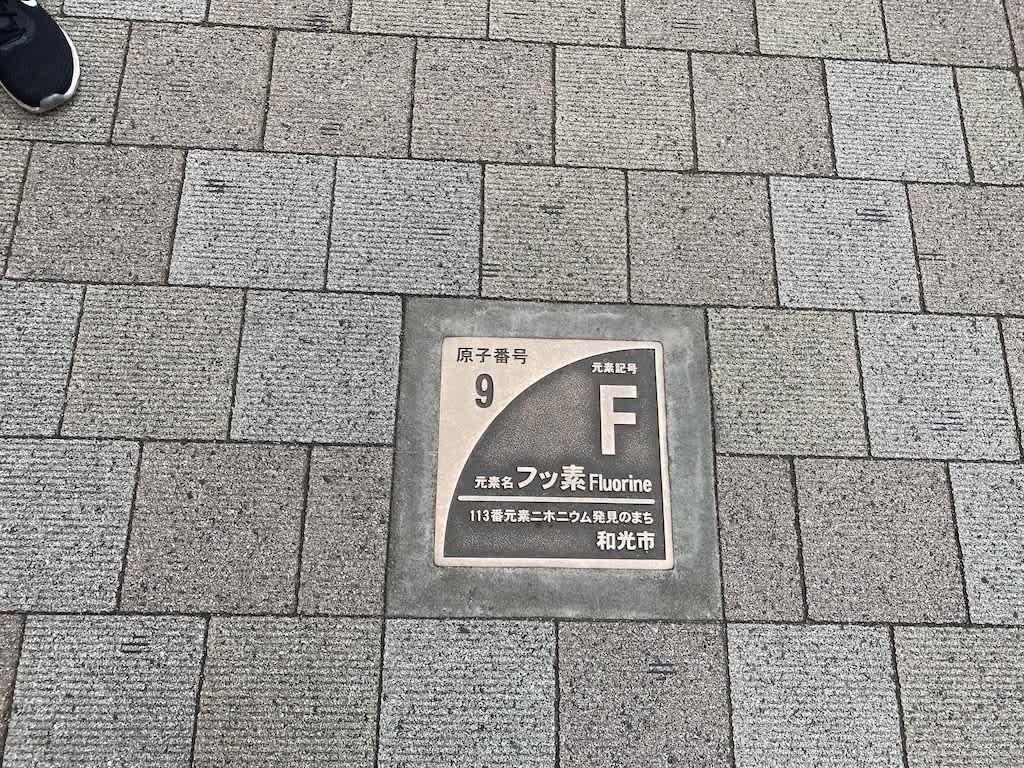 原子番号
9
元素記号
F
元素名 フッ素 Fluorine
113番元素ニホニウム発見のまち
和光市